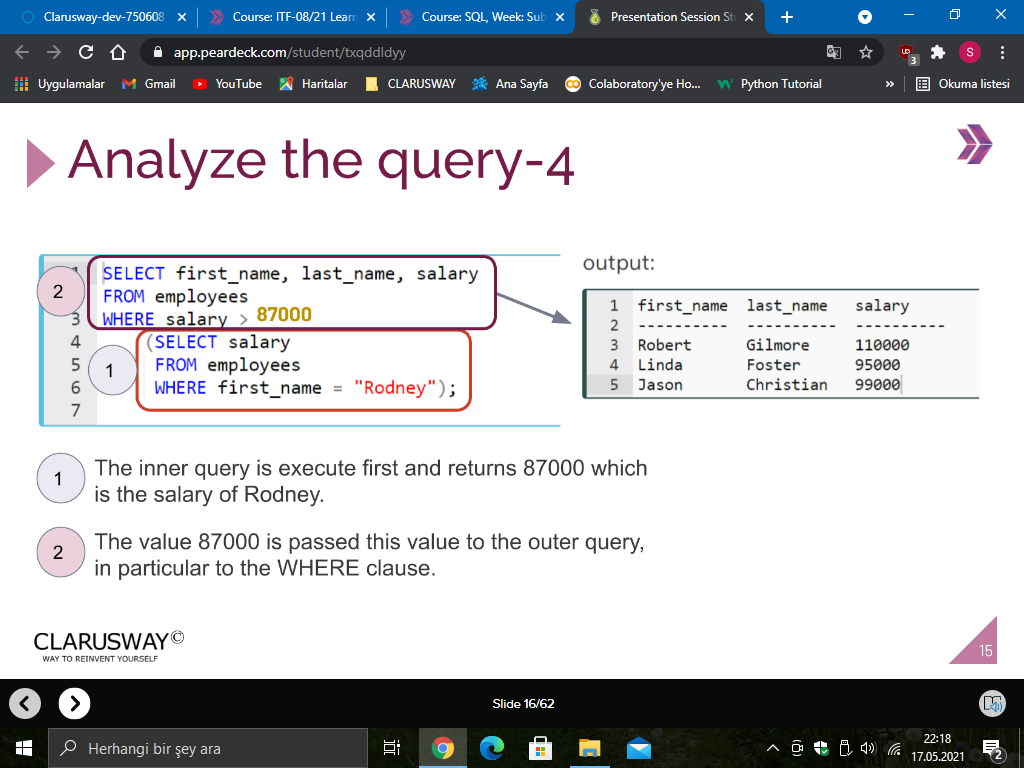 Clarusway-dev-750608
Course: ITF-08/21 Learn
Course: SQL, Week: Sub
Presentation Session St
app.peardeck.com/student/txqddldyy
UD
3
S
Uygulamalar
Gmail
YouTube
Haritalar
CLARUSWAY
Ana Sayfa
Colaboratory'ye Ho...
Python Tutorial
»
Okuma listesi
Analyze the query-4
2
1 SELECT first_name, last_name, salary
FROM employees
3 WHERE salary > 87000
4 (SELECT salary
1
5 FROM employees
6 WHERE first_name = "Rodney");
7
output:
1 first_name last_name salary
2 ---------- ---------- ----------
3 Robert Gilmore 110000
4 Linda Foster 95000
5 Jason Christian 99000
1
The inner query is execute first and returns 87000 which
is the salary of Rodney.
2
The value 87000 is passed this value to the outer query,
in particular to the WHERE clause.
CLARUSWAY©
WAY TO REINVENT YOURSELF
15
Slide 16/62
Herhangi bir şey ara
22:18
17.05.2021
2